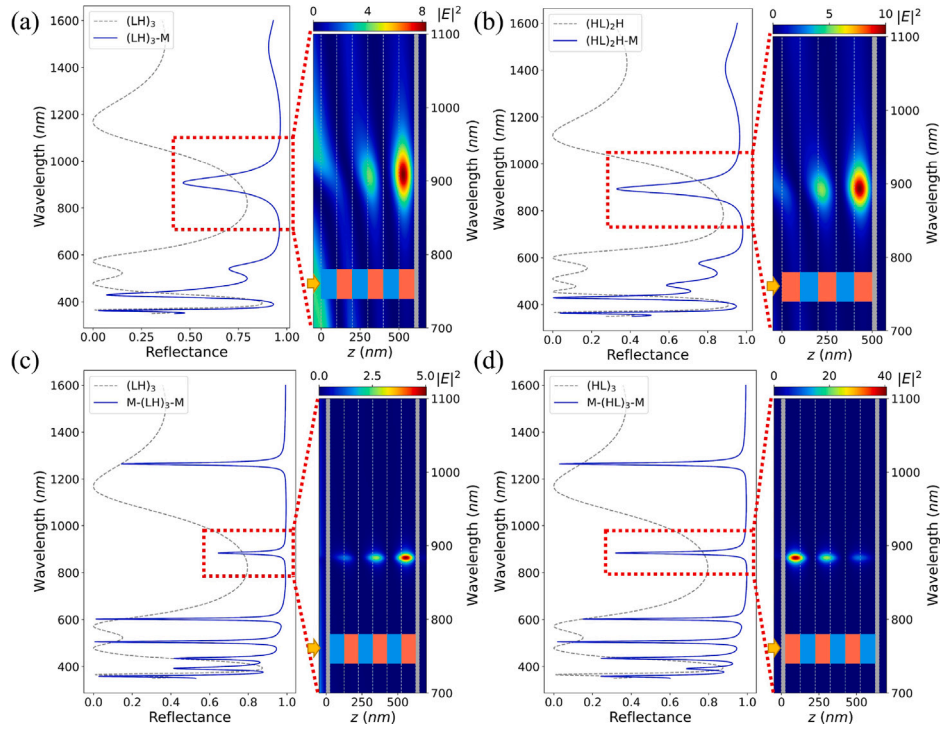 (a)
(LH)₃
(LH)₃-M
Wavelength (nm)
1600
1400
1200
1000
800
600
400
0.00 0.25 0.50 0.75 1.00
Reflectance
0 4 8 |E|²
1100
1000
900
800
700
Wavelength (nm)
0 250 500
z (nm)
(b)
(HL)₂H
(HL)₂H-M
Wavelength (nm)
1600
1400
1200
1000
800
600
400
0.0 0.2 0.4 0.6 0.8 1.0
Reflectance
0 5 10 |E|²
1100
1000
900
800
700
Wavelength (nm)
0 250 500
z (nm)
(c)
(LH)₃
M-(LH)₃-M
Wavelength (nm)
1600
1400
1200
1000
800
600
400
0.0 0.2 0.4 0.6 0.8 1.0
Reflectance
0.0 2.5 5.0 |E|²
1100
1000
900
800
700
Wavelength (nm)
0 250 500
z (nm)
(d)
(HL)₃
M-(HL)₃-M
Wavelength (nm)
1600
1400
1200
1000
800
600
400
0.0 0.2 0.4 0.6 0.8 1.0
Reflectance
0 20 40 |E|²
1100
1000
900
800
700
Wavelength (nm)
0 250 500
z (nm)